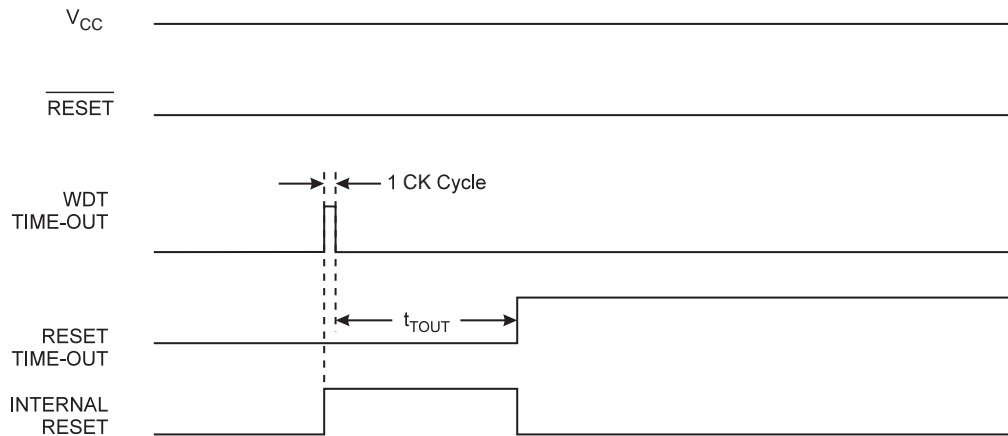 VCC
RESET
1 CK Cycle
WDT
TIME-OUT
tTOUT
RESET
TIME-OUT
INTERNAL
RESET